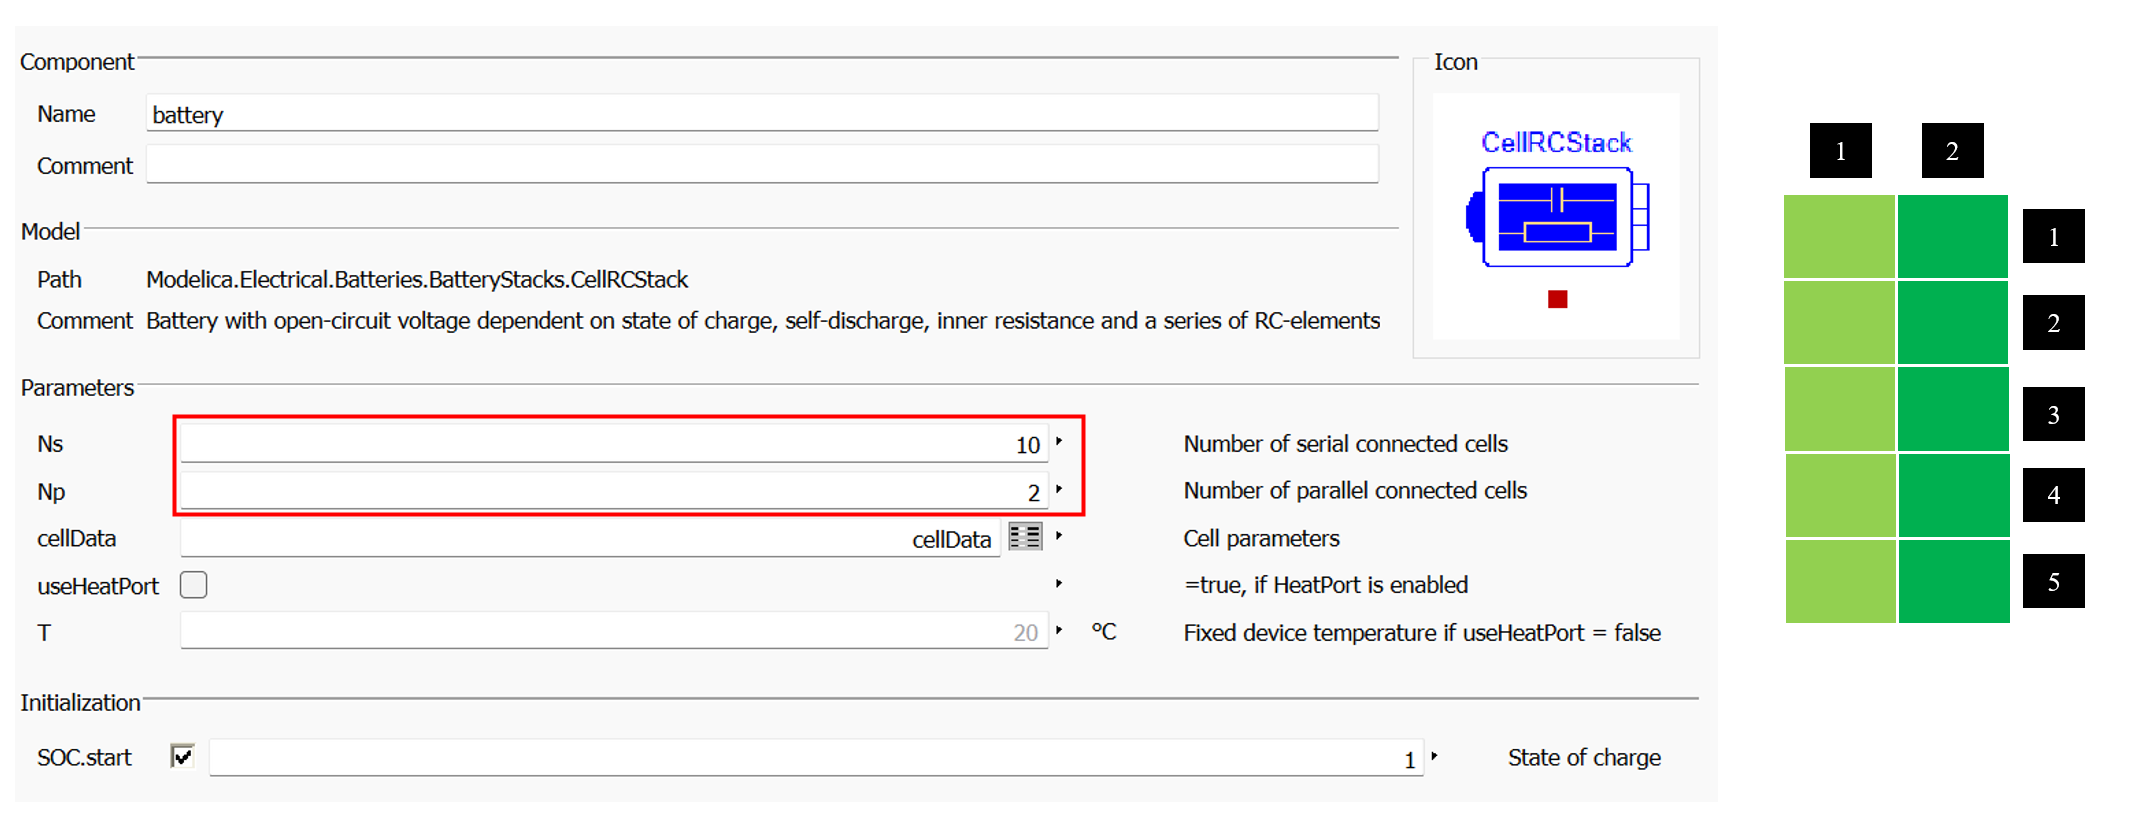 Component
Name battery
Comment
Model
Path Modelica.Electrical.Batteries.BatteryStacks.CellRCStack
Comment Battery with open-circuit voltage dependent on state of charge, self-discharge, inner resistance and a series of RC-elements
Icon
CellRCStack
Parameters
Ns 10 Number of serial connected cells
Np 2 Number of parallel connected cells
cellData cellData Cell parameters
useHeatPort =true, if HeatPort is enabled
T 20 °C Fixed device temperature if useHeatPort = false
Initialization
SOC.start 1 State of charge
1 2
1
2
3
4
5